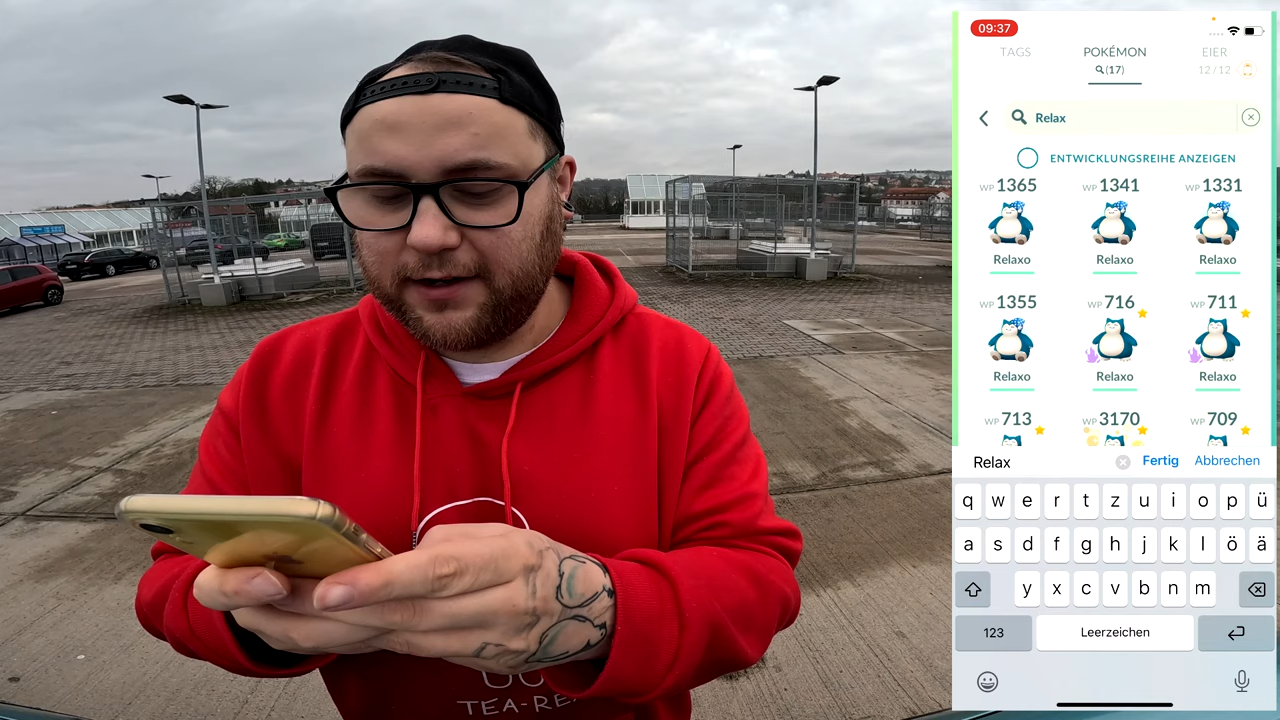 09:37
TAGS
POKÉMON
EIER
(17)
12 / 12
Relax
ENTWICKLUNGSREIHE ANZEIGEN
WP 1365
WP 1341
WP 1331
Relaxo
Relaxo
Relaxo
WP 1355
WP 716
WP 711
Relaxo
Relaxo
Relaxo
WP 713
WP 3170
WP 709
Relax
Fertig
Abbrechen
q w e r t z u i o p ü
a s d f g h j k l ö ä
y x c v b n m
123
Leerzeichen
TEA-RE